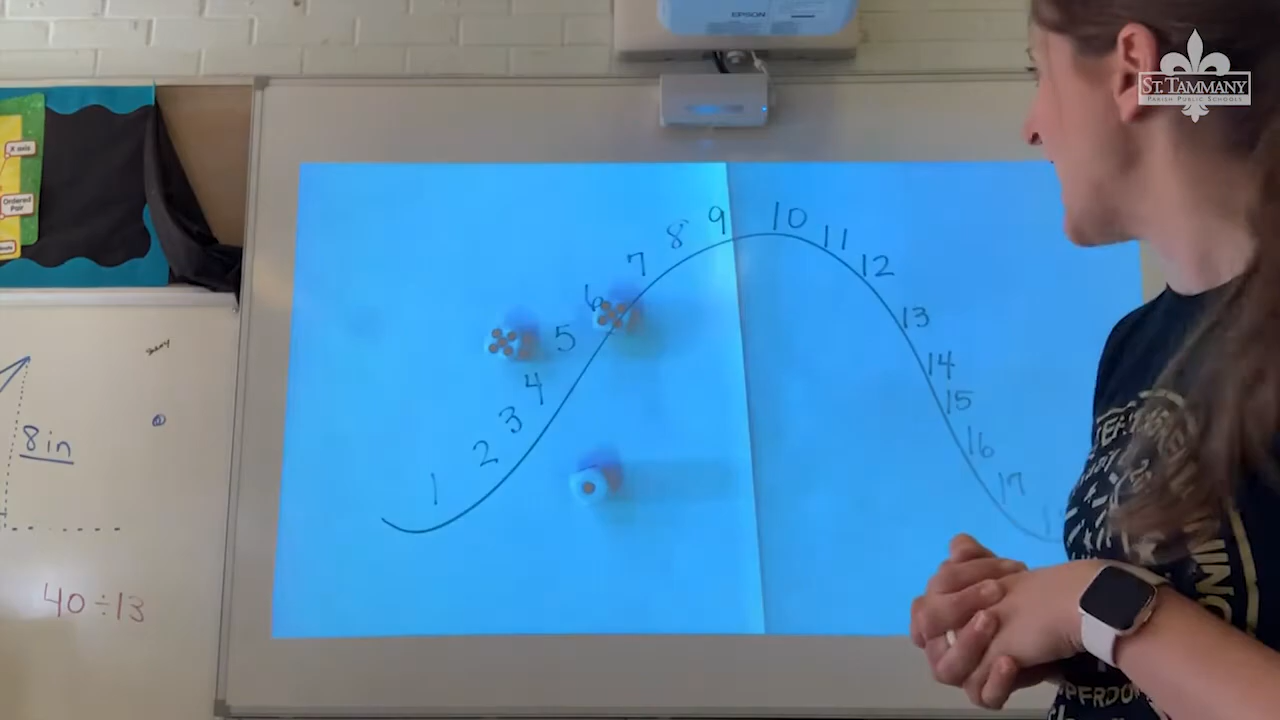 EPSON
ST. TAMMANY
PARISH PUBLIC SCHOOLS
X axis
Ordered
Pair
8 in
40 ÷ 13
1
2
3
4
5
6
7
8
9
10
11
12
13
14
15
16
17